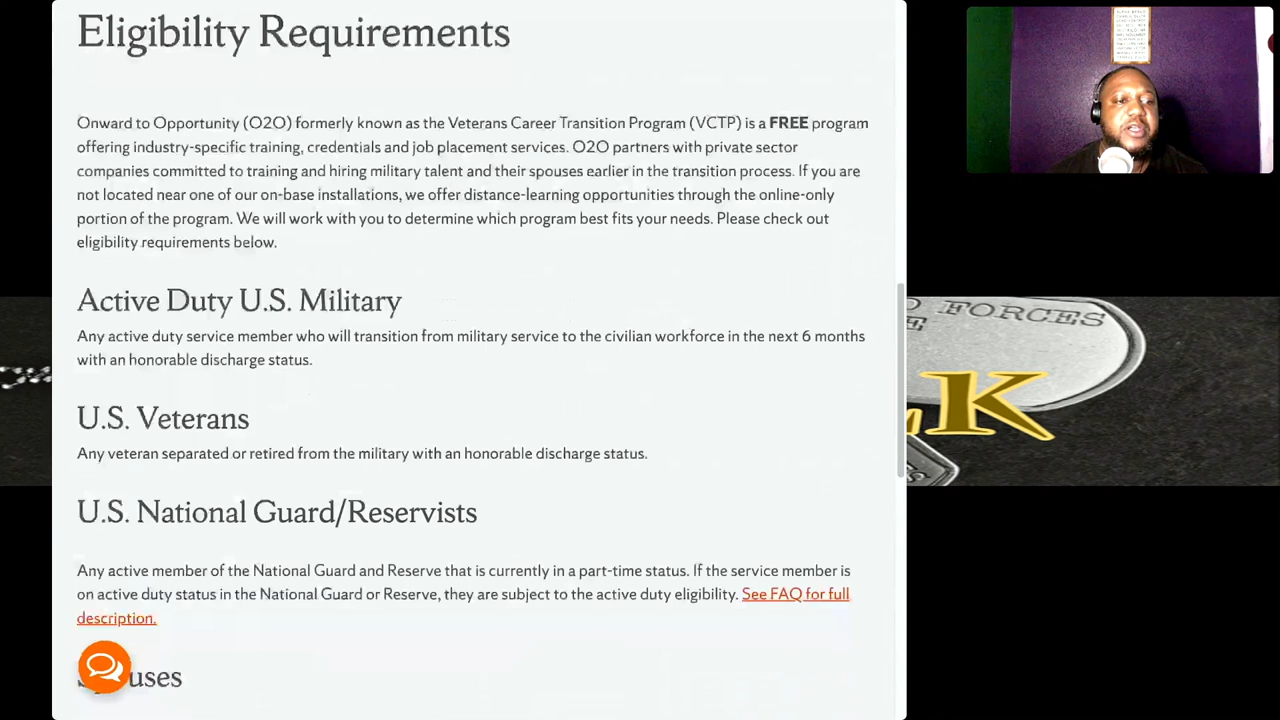 Eligibility Requirements
Onward to Opportunity (O2O) formerly known as the Veterans Career Transition Program (VCTP) is a FREE program
offering industry-specific training, credentials and job placement services. O2O partners with private sector
companies committed to training and hiring military talent and their spouses earlier in the transition process. If you are
not located near one of our on-base installations, we offer distance-learning opportunities through the online-only
portion of the program. We will work with you to determine which program best fits your needs. Please check out
eligibility requirements below.
Active Duty U.S. Military
Any active duty service member who will transition from military service to the civilian workforce in the next 6 months
with an honorable discharge status.
U.S. Veterans
Any veteran separated or retired from the military with an honorable discharge status.
U.S. National Guard/Reservists
Any active member of the National Guard and Reserve that is currently in a part-time status. If the service member is
on active duty status in the National Guard or Reserve, they are subject to the active duty eligibility. See FAQ for full
description.
FORCES
K